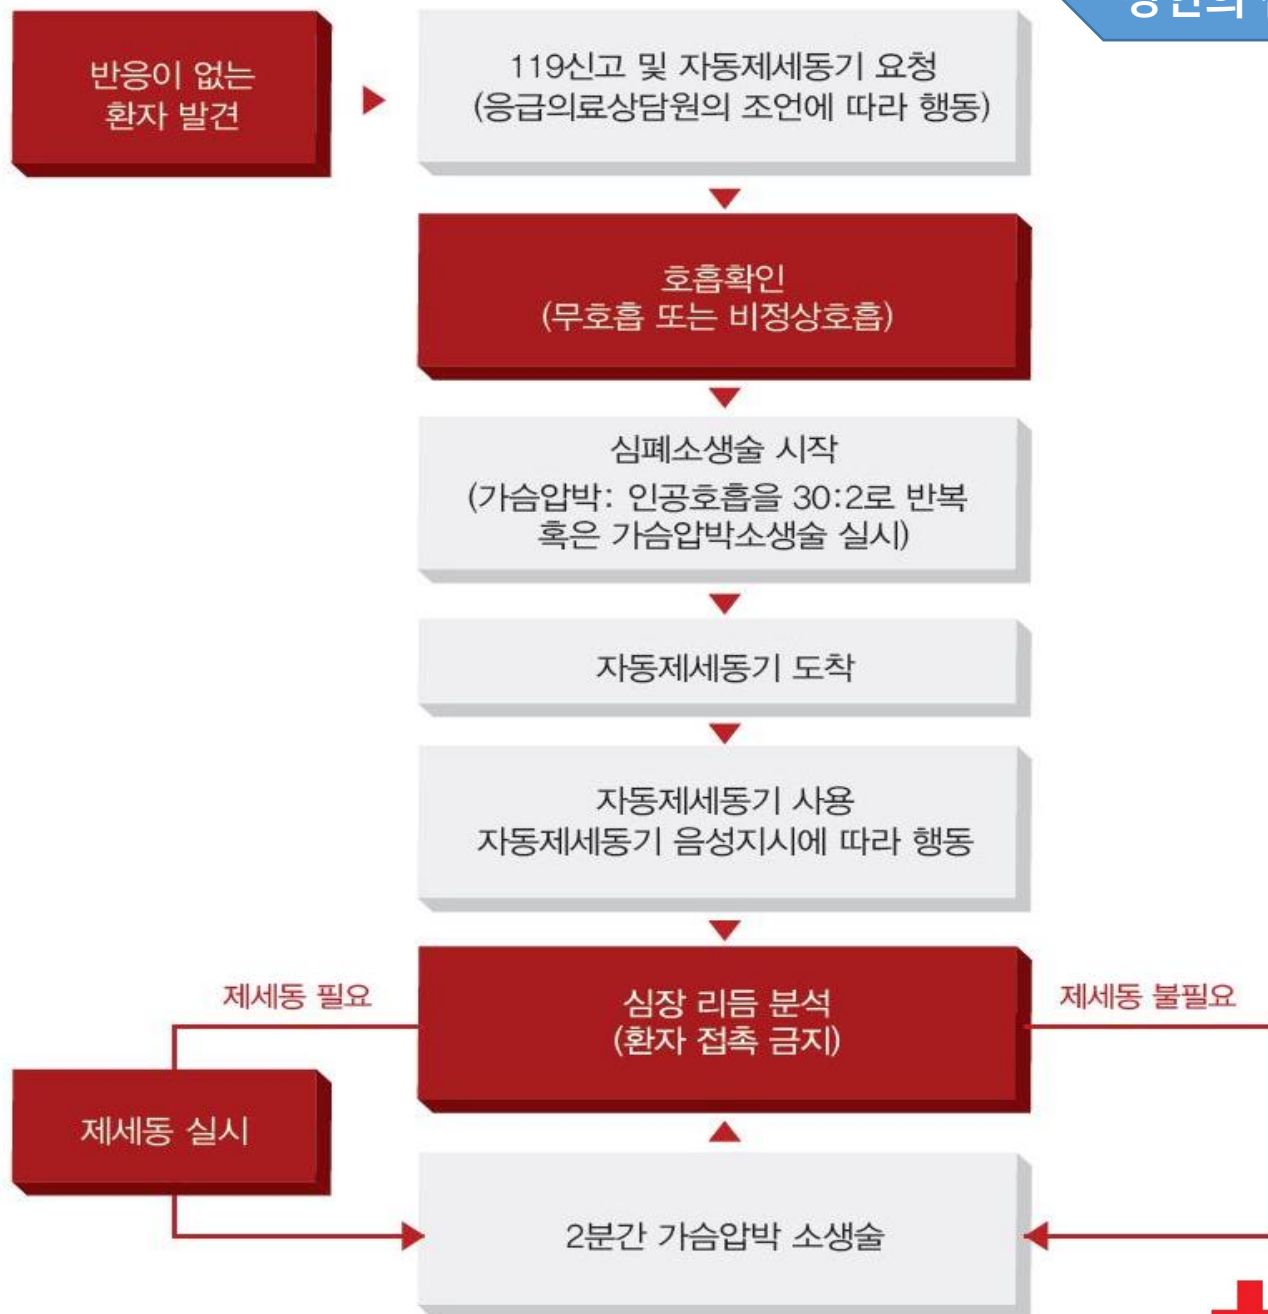 반응이 없는
환자 발견
119신고 및 자동제세동기 요청
(응급의료상담원의 조언에 따라 행동)
호흡확인
(무호흡 또는 비정상호흡)
심폐소생술 시작
(가슴압박: 인공호흡을 30:2로 반복
혹은 가슴압박소생술 실시)
자동제세동기 도착
자동제세동기 사용
자동제세동기 음성지시에 따라 행동
제세동 필요
심장 리듬 분석
(환자 접촉 금지)
제세동 불필요
제세동 실시
2분간 가슴압박 소생술